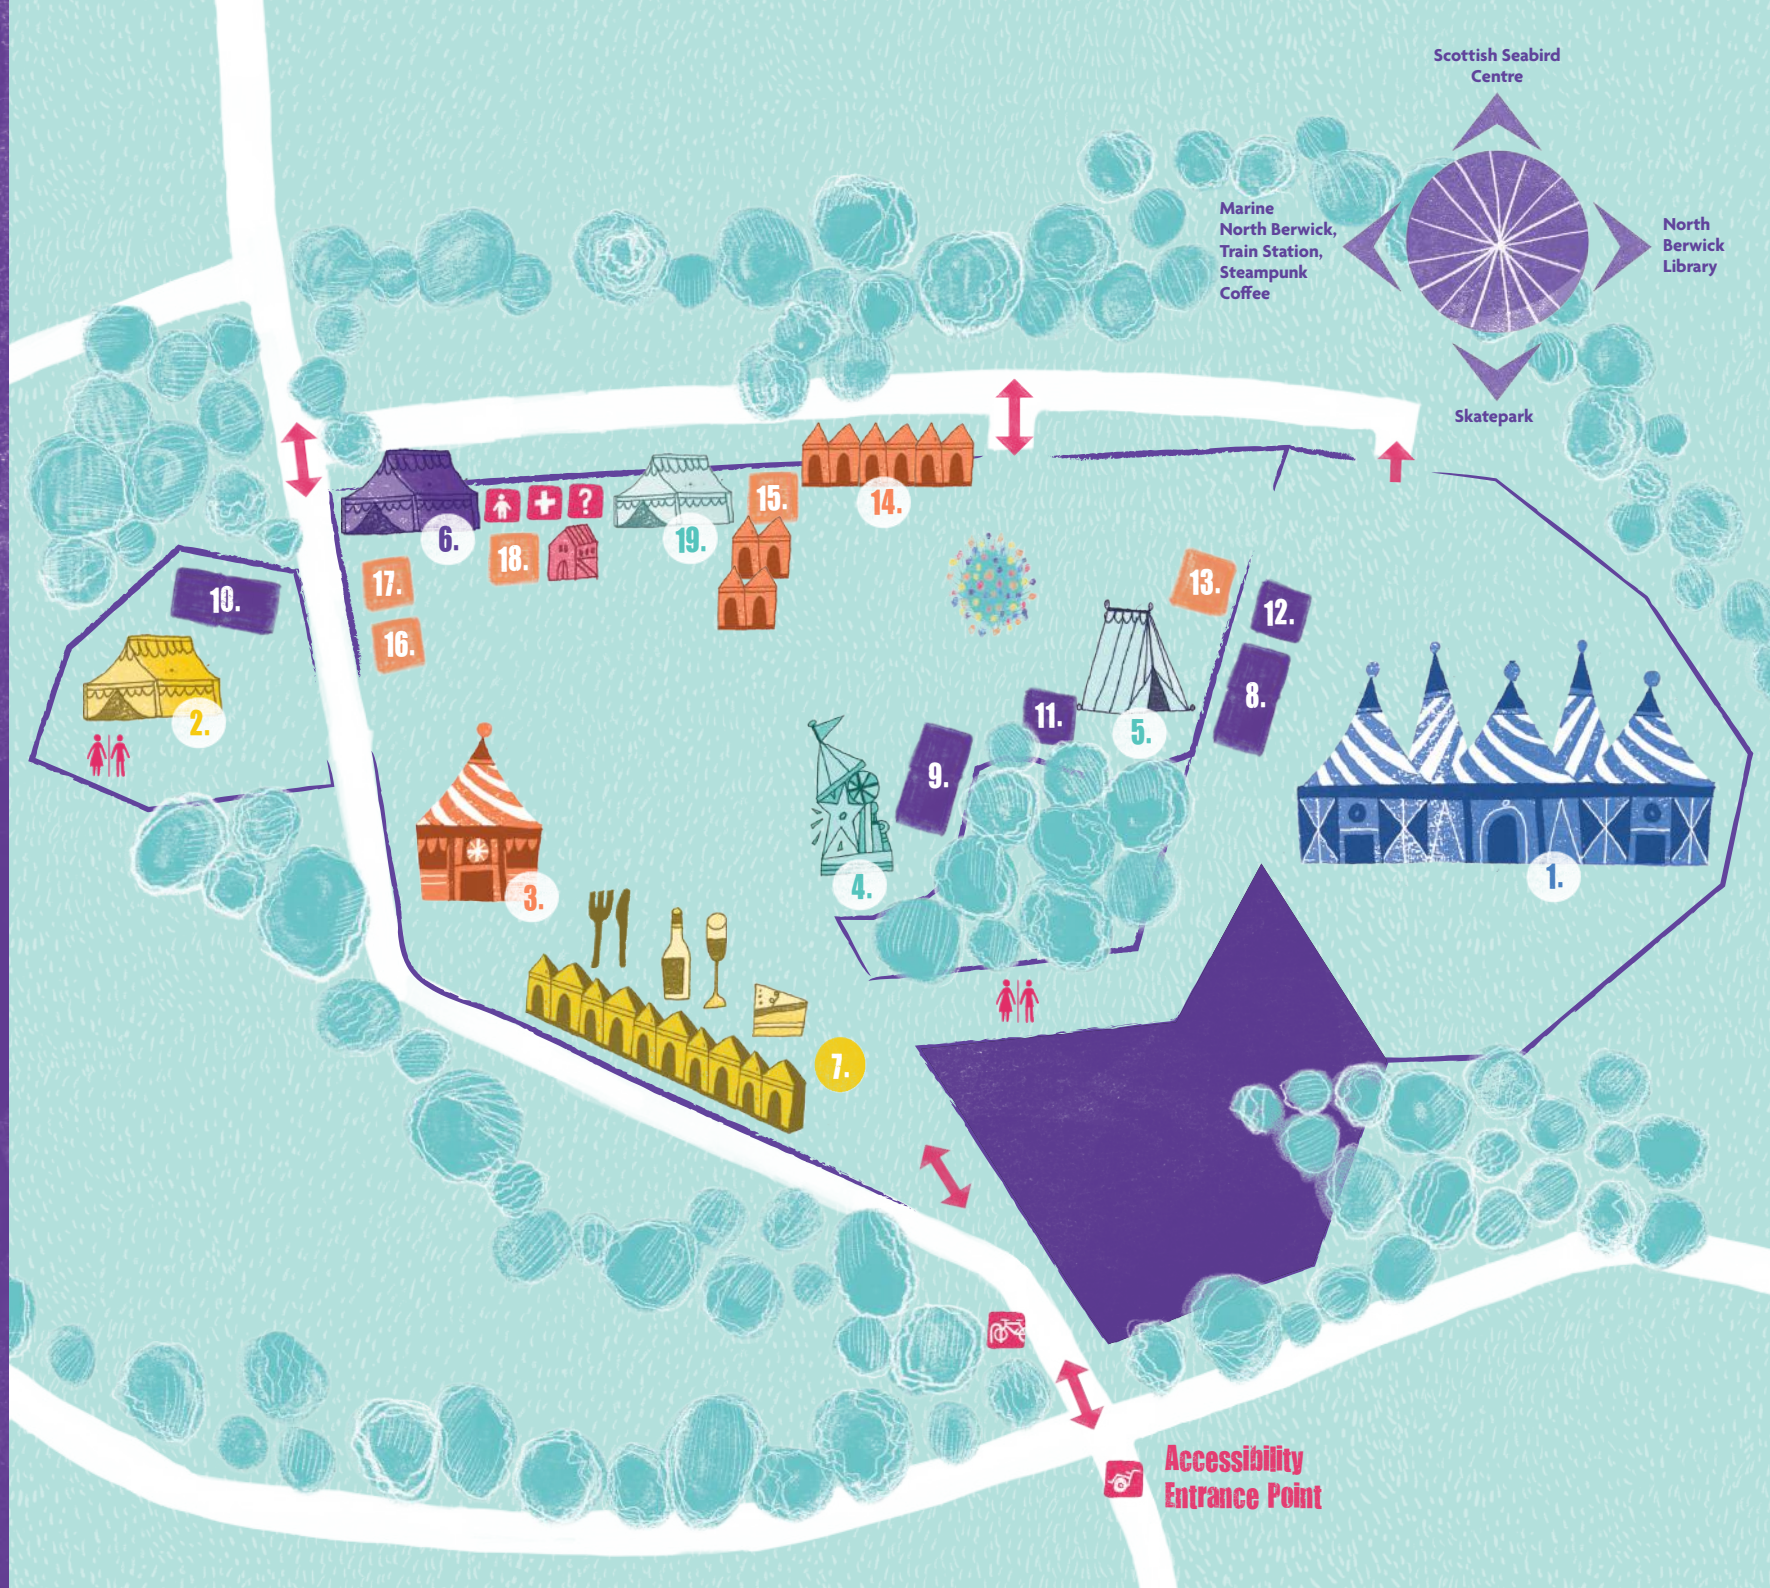 Scottish Seabird
Centre
Marine
North Berwick,
Train Station,
Steampunk
Coffee
North
Berwick
Library
Skatepark
15.
14.
?
6.
19.
18.
17.
13.
10.
12.
16.
8.
2.
11.
5.
9.
1.
4.
3.
7.
Accessibility
Entrance Point